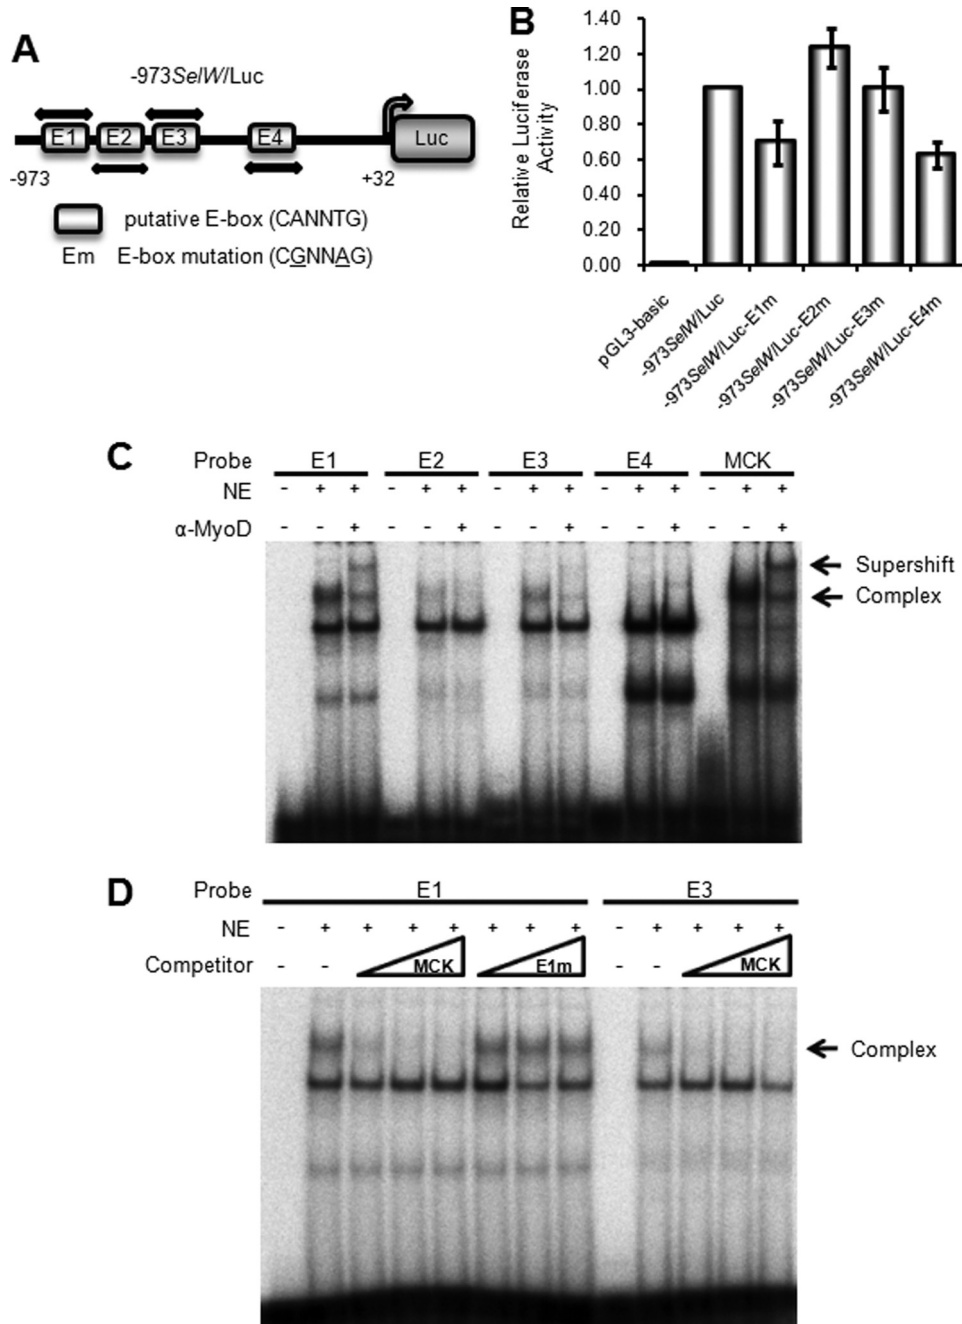 A
-973SelW/Luc
E1 E2 E3 E4 Luc
-973 +32
putative E-box (CANNTG)
Em E-box mutation (CGNNAG)
B
Relative Luciferase
Activity
1.40
1.20
1.00
0.80
0.60
0.40
0.20
0.00
pGL3-basic
-973SelW/Luc
-973SelW/Luc-E1m
-973SelW/Luc-E2m
-973SelW/Luc-E3m
-973SelW/Luc-E4m
C
Probe E1 E2 E3 E4 MCK
NE - + + - + + - + + - + + - + +
α-MyoD - - + - - + - - + - - + - - +
Supershift
Complex
D
Probe E1 E3
NE - + + + + + + + - + + + +
Competitor - - MCK E1m - - MCK
Complex